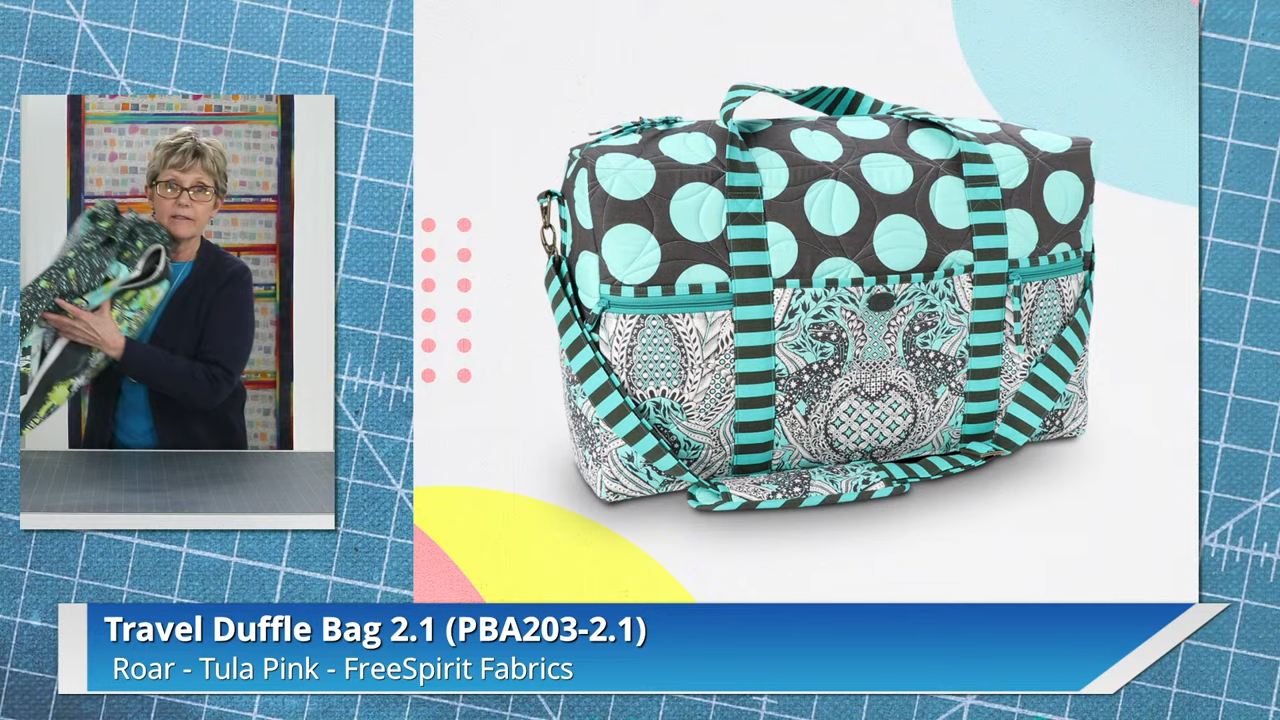 Travel Duffle Bag 2.1 (PBA203-2.1)
Roar - Tula Pink - FreeSpirit Fabrics